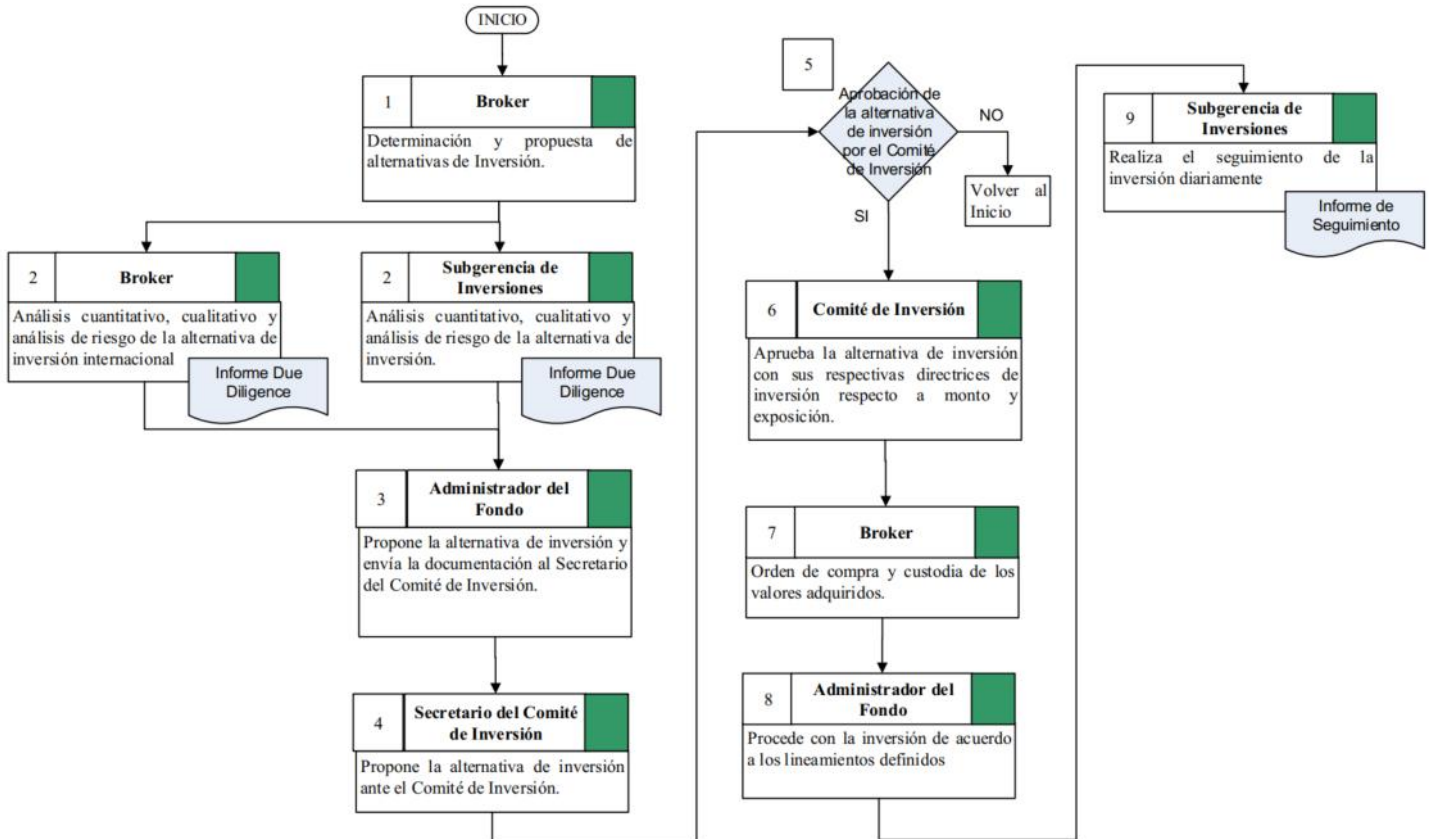 INICIO
1
Broker
Determinación y propuesta de
alternativas de Inversión.
2
Broker
Análisis cuantitativo, cualitativo y
análisis de riesgo de la alternativa de
inversión internacional
Informe Due
Diligence
2
Subgerencia de
Inversiones
Análisis cuantitativo, cualitativo y
análisis de riesgo de la alternativa de
inversión.
Informe Due
Diligence
3
Administrador del
Fondo
Propone la alternativa de inversión y
envía la documentación al Secretario
del Comité de Inversión.
4
Secretario del Comité
de Inversión
Propone la alternativa de inversión
ante el Comité de Inversión.
5
Aprobación de
la alternativa
de inversión
por el Comité
de Inversión
NO
Volver al
Inicio
SI
6
Comité de Inversión
Aprueba la alternativa de inversión
con sus respectivas directrices de
inversión respecto a monto y
exposición.
7
Broker
Orden de compra y custodia de los
valores adquiridos.
8
Administrador del
Fondo
Procede con la inversión de acuerdo
a los lineamientos definidos
9
Subgerencia de
Inversiones
Realiza el seguimiento de la
inversión diariamente
Informe de
Seguimiento